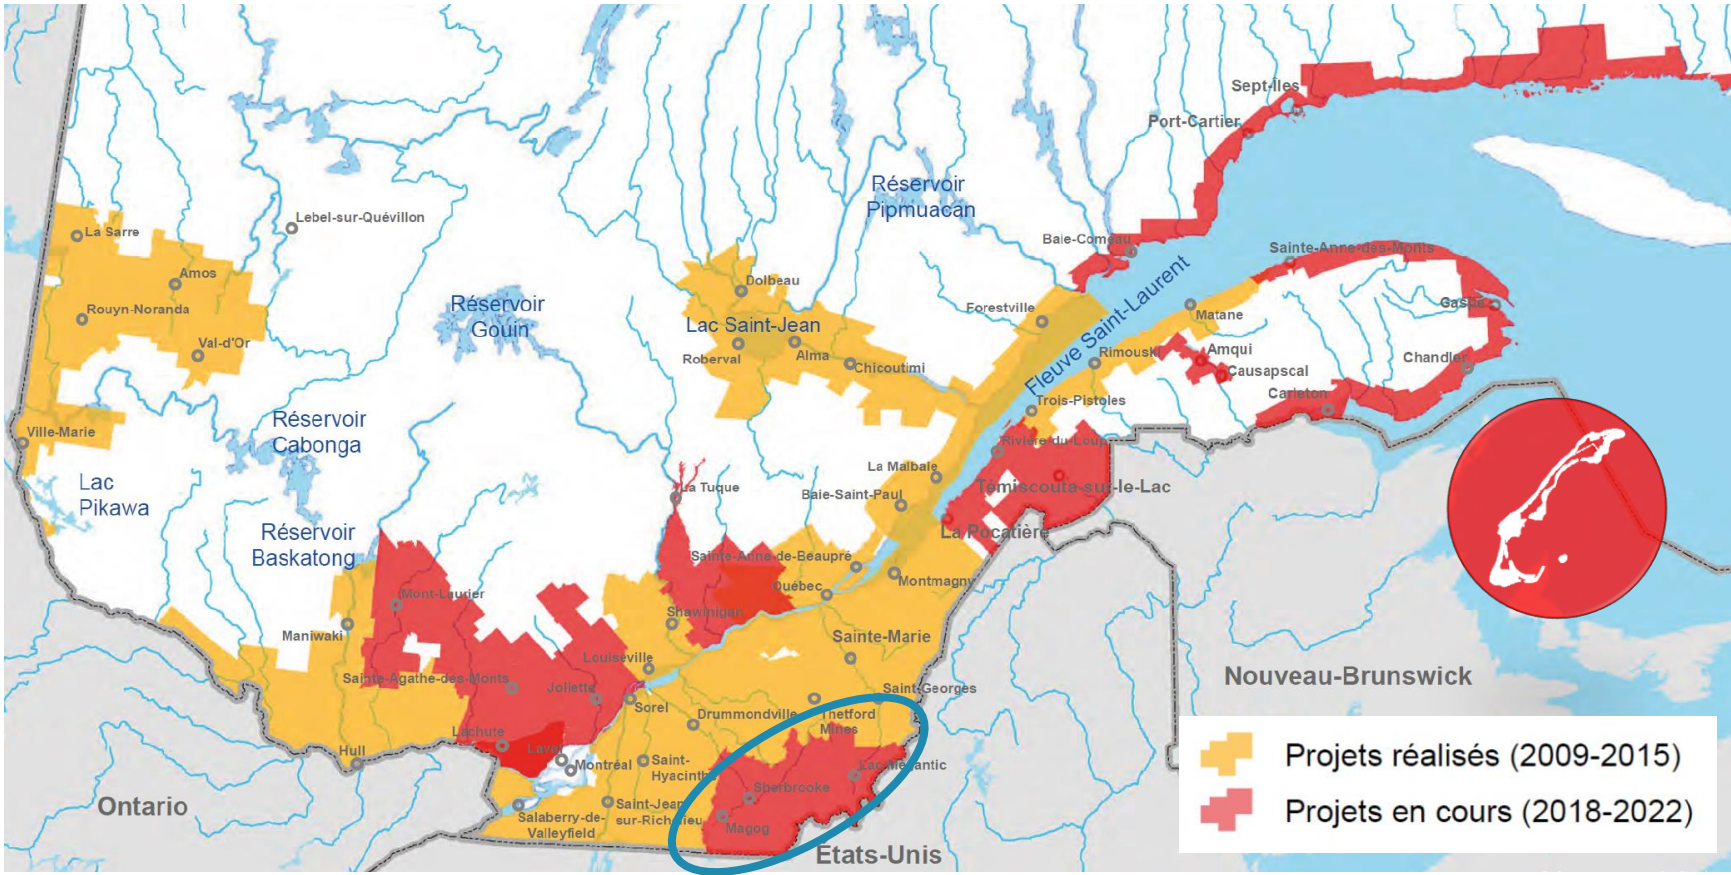 Sept-Îles
Port-Cartier
Réservoir
Pipmuacan
Lebel-sur-Quévillon
La Sarre
Baie-Comeau
Sainte-Anne-des-Monts
Amos
Dolbeau
Réservoir
Gouin
Forestville
Fleuve Saint-Laurent
Gaspé
Rouyn-Noranda
Matane
Lac Saint-Jean
Val-d'Or
Roberval
Alma
Rimouski
Amqui
Chandler
Chicoutimi
Causapscal
Carleton
Trois-Pistoles
Réservoir
Cabonga
Ville-Marie
Rivière-du-Loup
La Malbaie
Lac
Pikawa
La Tuque
Baie-Saint-Paul
Témiscouta-sur-le-Lac
Réservoir
Baskatong
La Pocatière
Sainte-Anne-de-Beaupré
Québec
Montmagny
Mont-Laurier
Shawinigan
Maniwaki
Sainte-Marie
Louiseville
Sainte-Agathe-des-Monts
Joliette
Saint-Georges
Nouveau-Brunswick
Sorel
Drummondville
Thetford
Mines
Lachute
Laval
Hull
Montréal
Saint-
Hyacinthe
Lac-Mégantic
Projets réalisés (2009-2015)
Sherbrooke
Ontario
Salaberry-de-
Valleyfield
Saint-Jean
sur-Richelieu
Magog
Projets en cours (2018-2022)
Etats-Unis